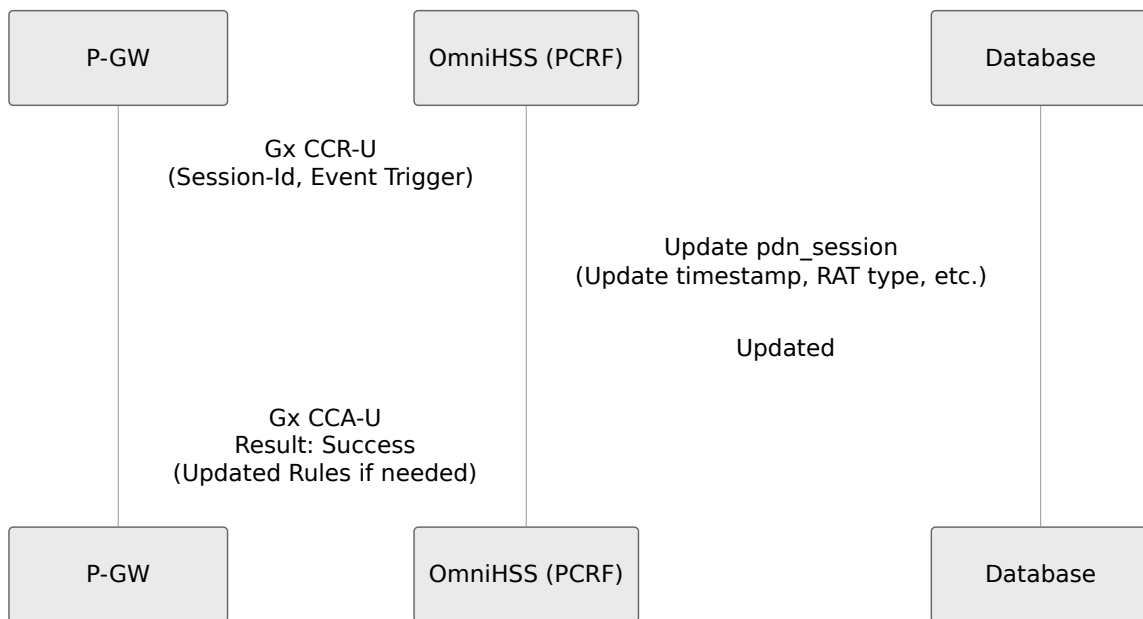 P-GW
OmniHSS (PCRF)
Database
Gx CCR-U
(Session-Id, Event Trigger)
Update pdn_session
(Update timestamp, RAT type, etc.)
Updated
Gx CCA-U
Result: Success
(Updated Rules if needed)
P-GW
OmniHSS (PCRF)
Database